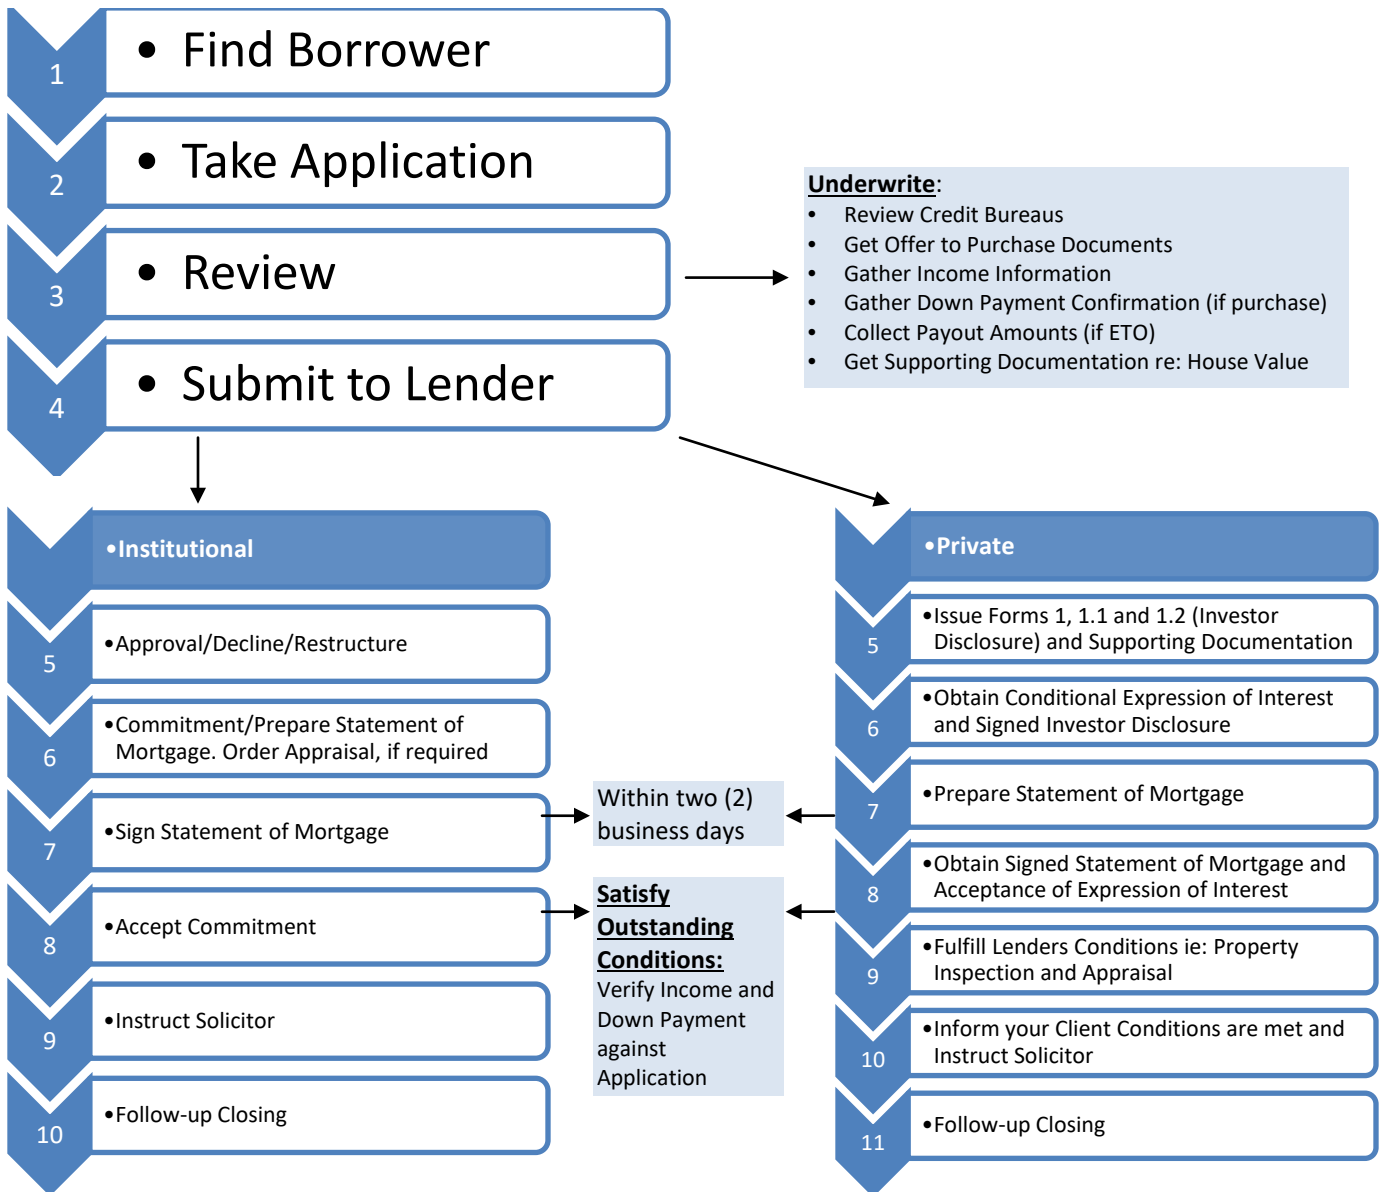 1
• Find Borrower
2
• Take Application
3
• Review
4
• Submit to Lender
Underwrite:
• Review Credit Bureaus
• Get Offer to Purchase Documents
• Gather Income Information
• Gather Down Payment Confirmation (if purchase)
• Collect Payout Amounts (if ETO)
• Get Supporting Documentation re: House Value
•Institutional
5
•Approval/Decline/Restructure
6
•Commitment/Prepare Statement of
Mortgage. Order Appraisal, if required
7
•Sign Statement of Mortgage
8
•Accept Commitment
9
•Instruct Solicitor
10
•Follow-up Closing
Within two (2)
business days
Satisfy
Outstanding
Conditions:
Verify Income and
Down Payment
against
Application
•Private
5
•Issue Forms 1, 1.1 and 1.2 (Investor
Disclosure) and Supporting Documentation
6
•Obtain Conditional Expression of Interest
and Signed Investor Disclosure
7
•Prepare Statement of Mortgage
8
•Obtain Signed Statement of Mortgage and
Acceptance of Expression of Interest
9
•Fulfill Lenders Conditions ie: Property
Inspection and Appraisal
10
•Inform your Client Conditions are met and
Instruct Solicitor
11
•Follow-up Closing